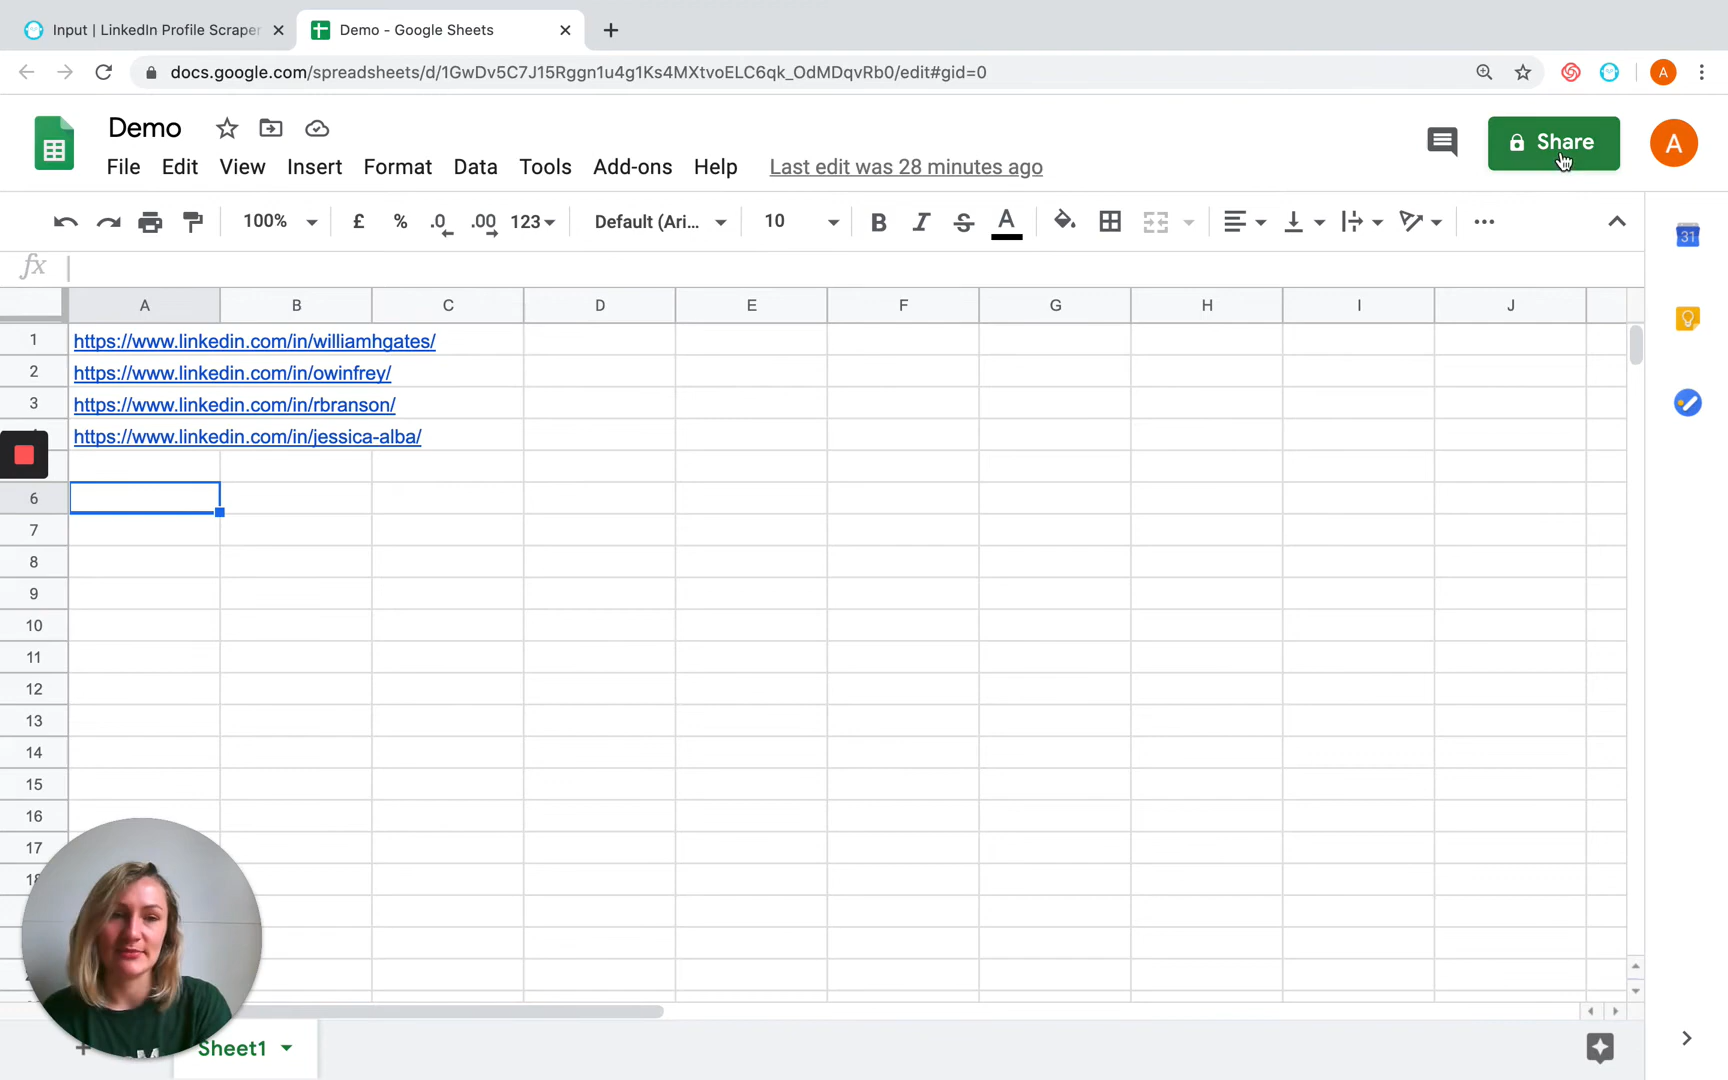 Input | LinkedIn Profile Scraper
Demo - Google Sheets
docs.google.com/spreadsheets/d/1GwDv5C7J15Rggn1u4g1Ks4MXtvoELC6qk_OdMDqvRb0/edit#gid=0
A
Demo
Share
A
File Edit View Insert Format Data Tools Add-ons Help Last edit was 28 minutes ago
100% £ % .0 .00 123 Default (Ari... 10 B I S A
31
fx
A B C D E F G H I J
1 https://www.linkedin.com/in/williamhgates/
2 https://www.linkedin.com/in/owinfrey/
3 https://www.linkedin.com/in/rbranson/
https://www.linkedin.com/in/jessica-alba/
6
7
8
9
10
11
12
13
14
15
16
17
18
Sheet1